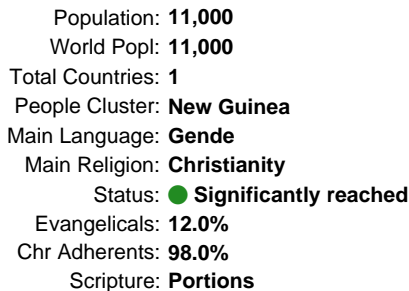 Population: 11,000
World Popl: 11,000
Total Countries: 1
People Cluster: New Guinea
Main Language: Gende
Main Religion: Christianity
Status: Significantly reached
Evangelicals: 12.0%
Chr Adherents: 98.0%
Scripture: Portions